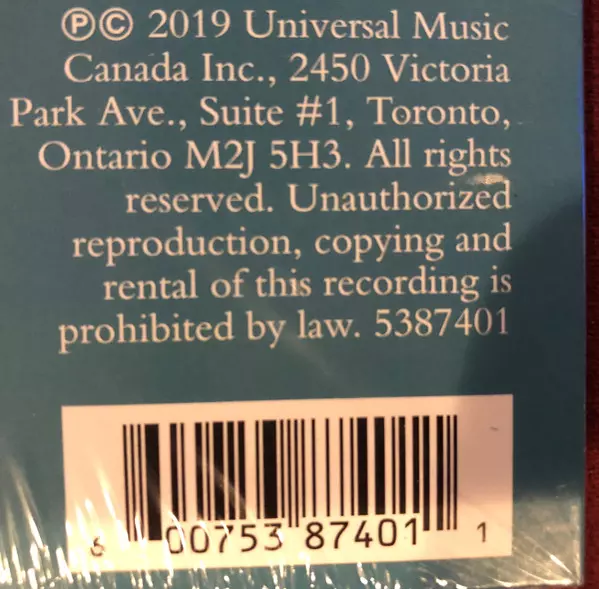 ℗© 2019 Universal Music
Canada Inc., 2450 Victoria
Park Ave., Suite #1, Toronto,
Ontario M2J 5H3. All rights
reserved. Unauthorized
reproduction, copying and
rental of this recording is
prohibited by law. 5387401
6 00753 87401 1